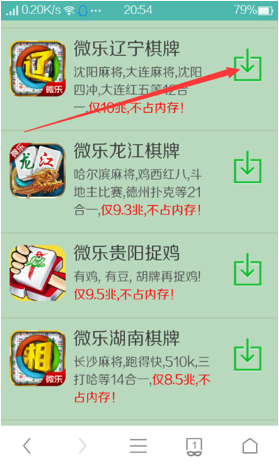 0.20K/s 20:54 79%
微乐辽宁棋牌
沈阳麻将,大连麻将,沈阳
四冲,大连红五等12合
一,仅10兆,不占内存!
辽
微乐
微乐龙江棋牌
哈尔滨麻将,鸡西红八,斗
地主比赛,德州扑克等21
合一,仅9.3兆,不占内存!
龙江
微乐
微乐贵阳捉鸡
有鸡, 有豆, 胡牌再捉鸡!
仅9.5兆,不占内存!
微乐湖南棋牌
长沙麻将,跑得快,510k,三
打哈等14合一,仅8.5兆,不
占内存!
相
微乐
1